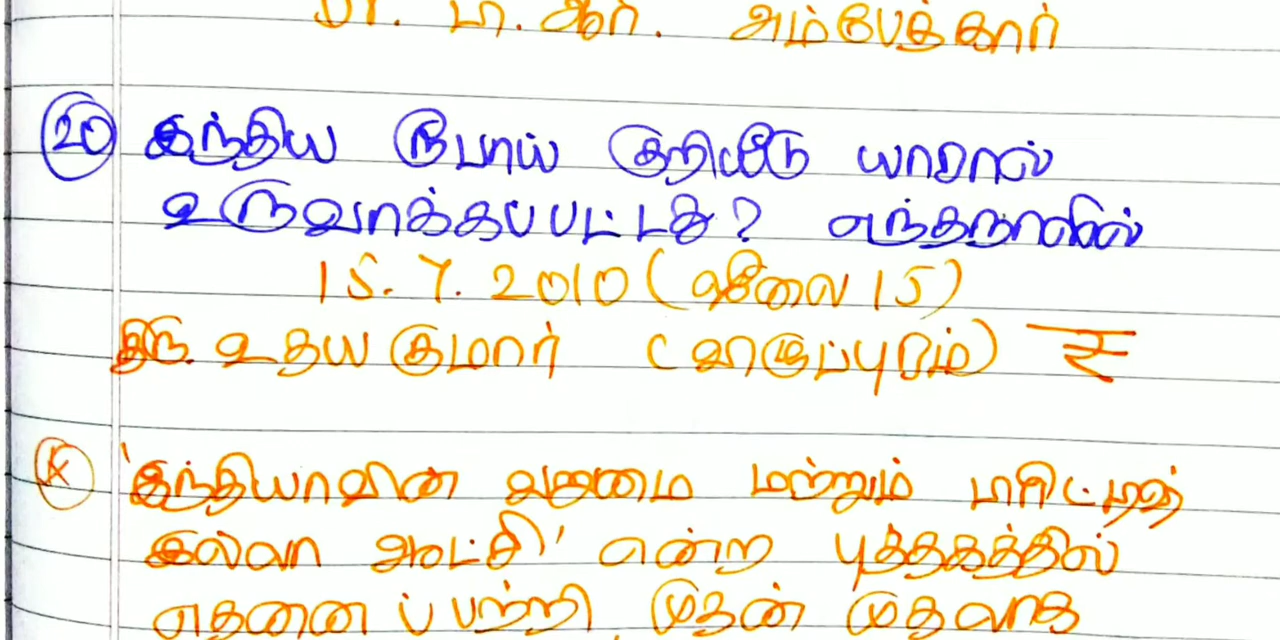 பி.ஆர். அம்பேத்கார்
20 இந்திய ரூபாய் குறியீடு யாரால்
உருவாக்கப்பட்டது? எந்தநாளில்
15.7.2010 (ஜீலை 15)
திரு. உதய குமார் (விழுப்புரம்) ₹
'இந்தியாவின் வறுமை மற்றும் பிரிட்டிஷ்
இல்லா ஆட்சி' என்ற புத்தகத்தில்
எதனை ப்பற்றி முதன் முதலாக